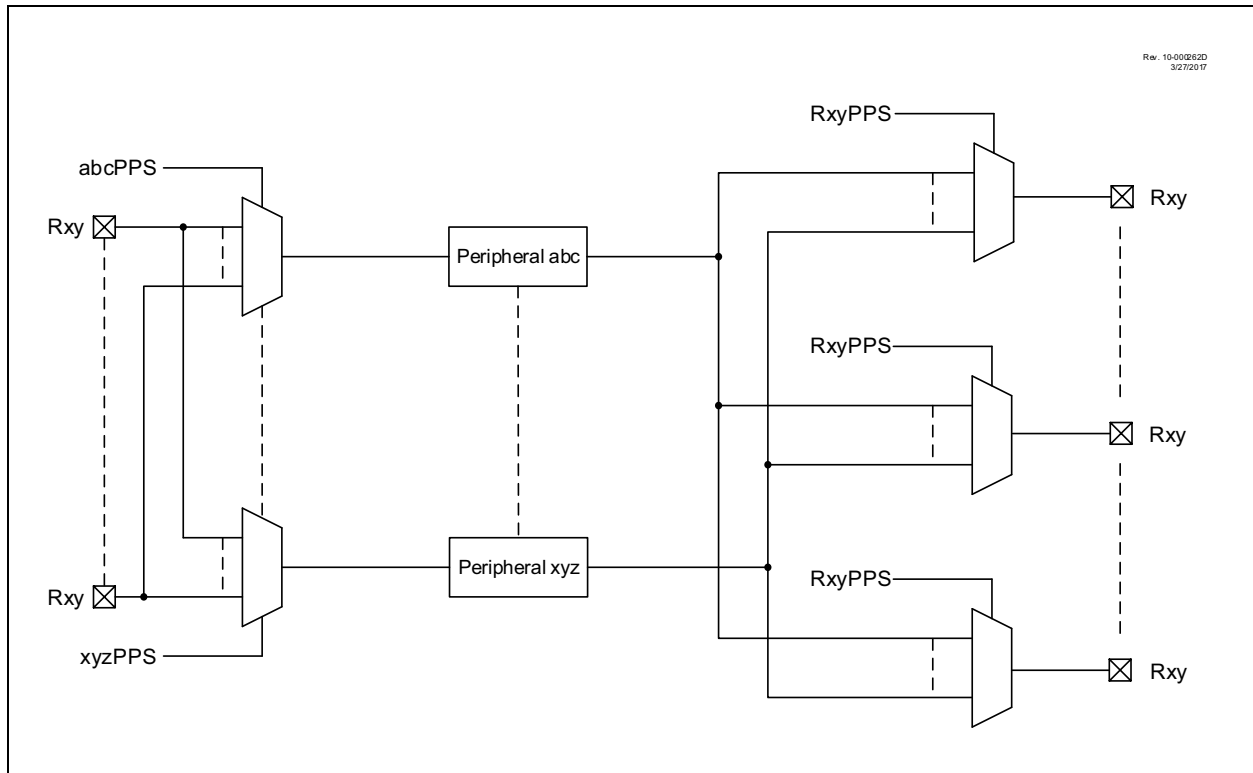 Rev. 10-000262D
3/27/2017
RxyPPS
abcPPS
Rxy
Rxy
Peripheral abc
RxyPPS
Rxy
Peripheral xyz
RxyPPS
Rxy
xyzPPS
Rxy